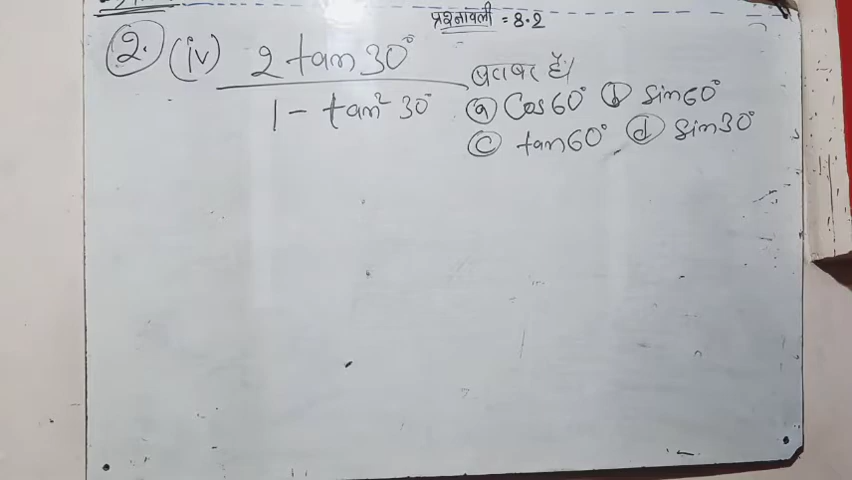 प्रश्नावली = 8.2
2. (iv) 2 tan 30° / 1 - tan² 30° बराबर हैं।
(a) Cos 60° (b) sin 60°
(c) tan 60° (d) sin 30°